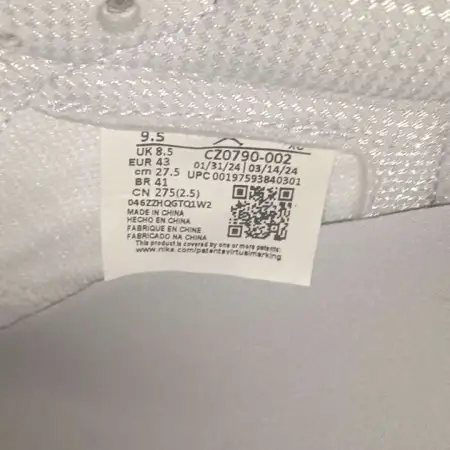 9.5
UK 8.5 CZ0790-002
EUR 43 01/31/24 03/14/24
cm 27.5 UPC 00197593840301
BR 41
CN 275(2.5)
046ZZHQGTQ1W2
MADE IN CHINA
HECHO EN CHINA
FABRIQUE EN CHINE
FABRICADO NA CHINA
This product is covered by one or more patents:
www.nike.com/patentsvirtualmarking